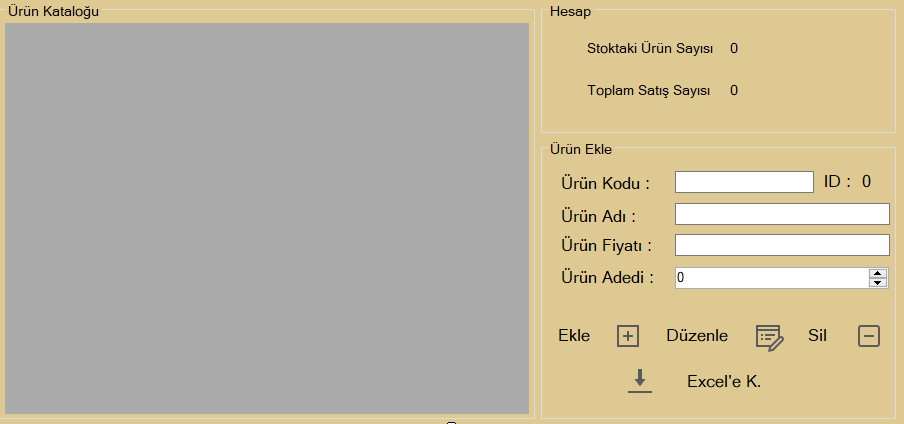 Ürün Kataloğu
Hesap
Stoktaki Ürün Sayısı 0
Toplam Satış Sayısı 0
Ürün Ekle
Ürün Kodu : ID : 0
Ürün Adı :
Ürün Fiyatı :
Ürün Adedi : 0
Ekle Düzenle Sil
Excel'e K.